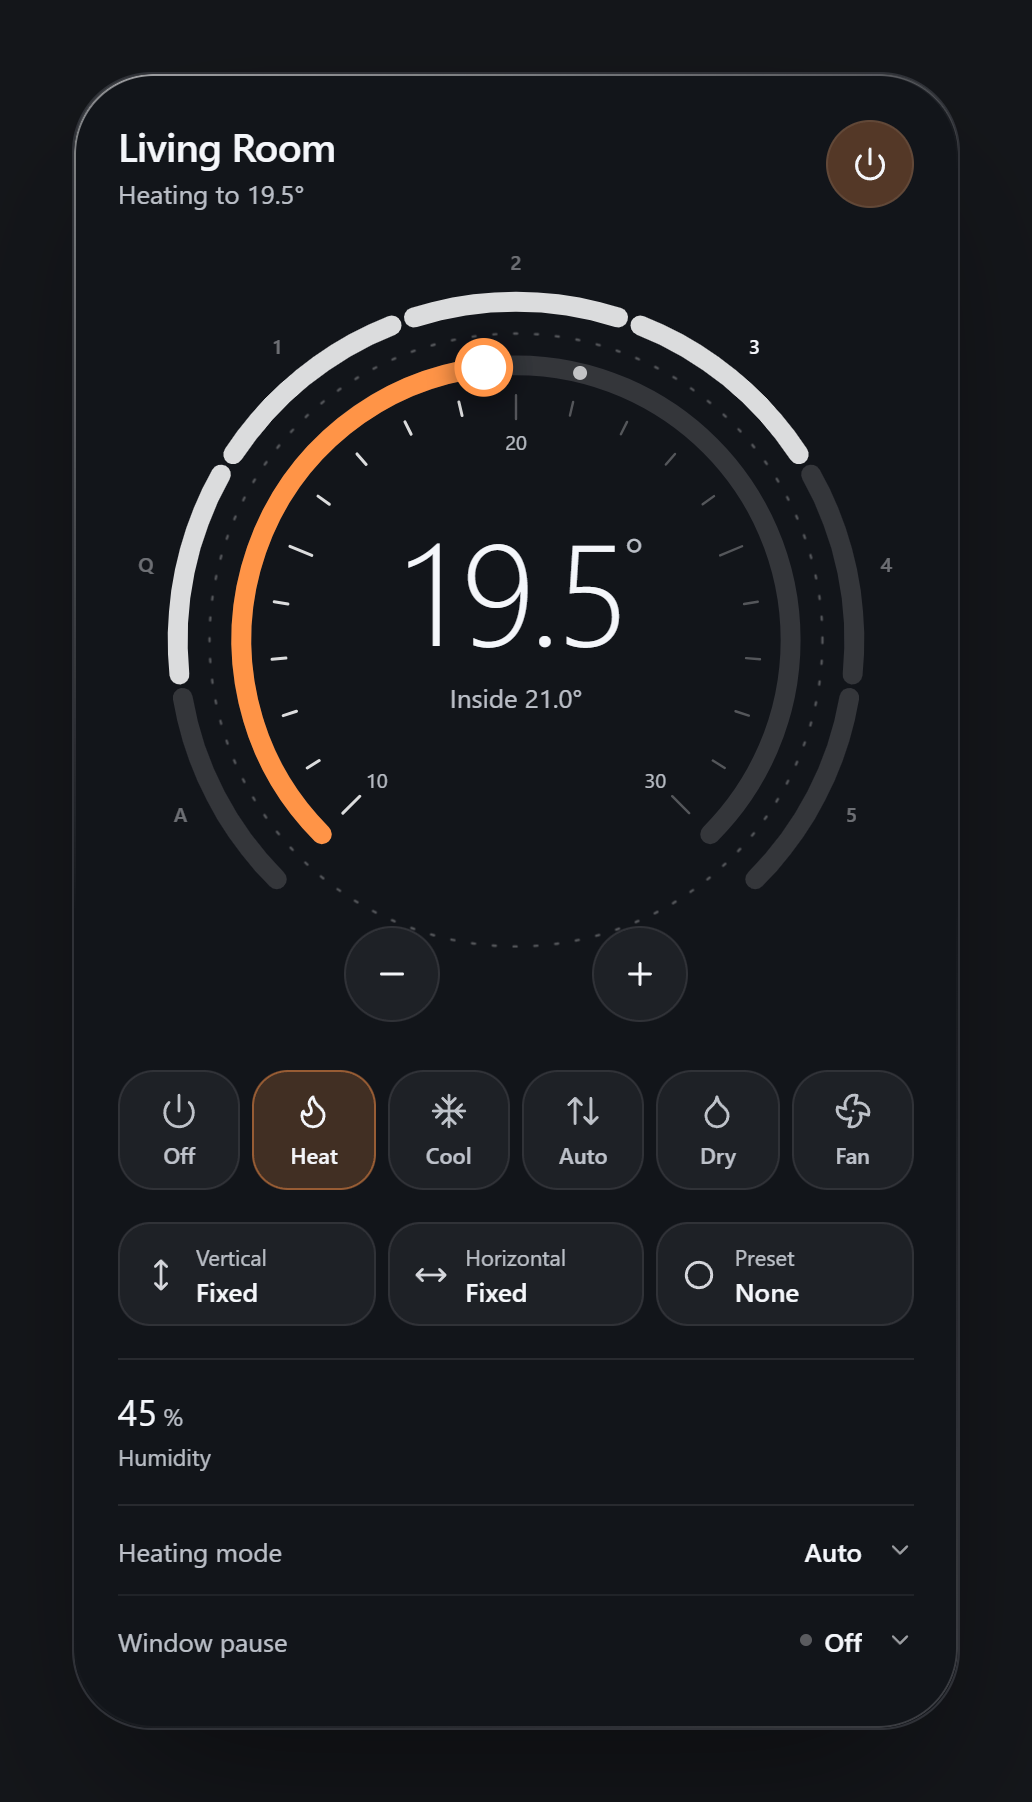 Living Room
Heating to 19.5°
2
1
3
20
19.5°
Q
4
Inside 21.0°
10
30
A
5
Off
Heat
Cool
Auto
Dry
Fan
Vertical
Fixed
Horizontal
Fixed
Preset
None
45 %
Humidity
Heating mode
Auto
Window pause
Off